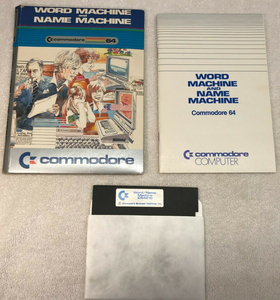 WORD MACHINE
NAME MACHINE
commodore 64
commodore
WORD
MACHINE
AND
NAME
MACHINE
Commodore 64
commodore
COMPUTER